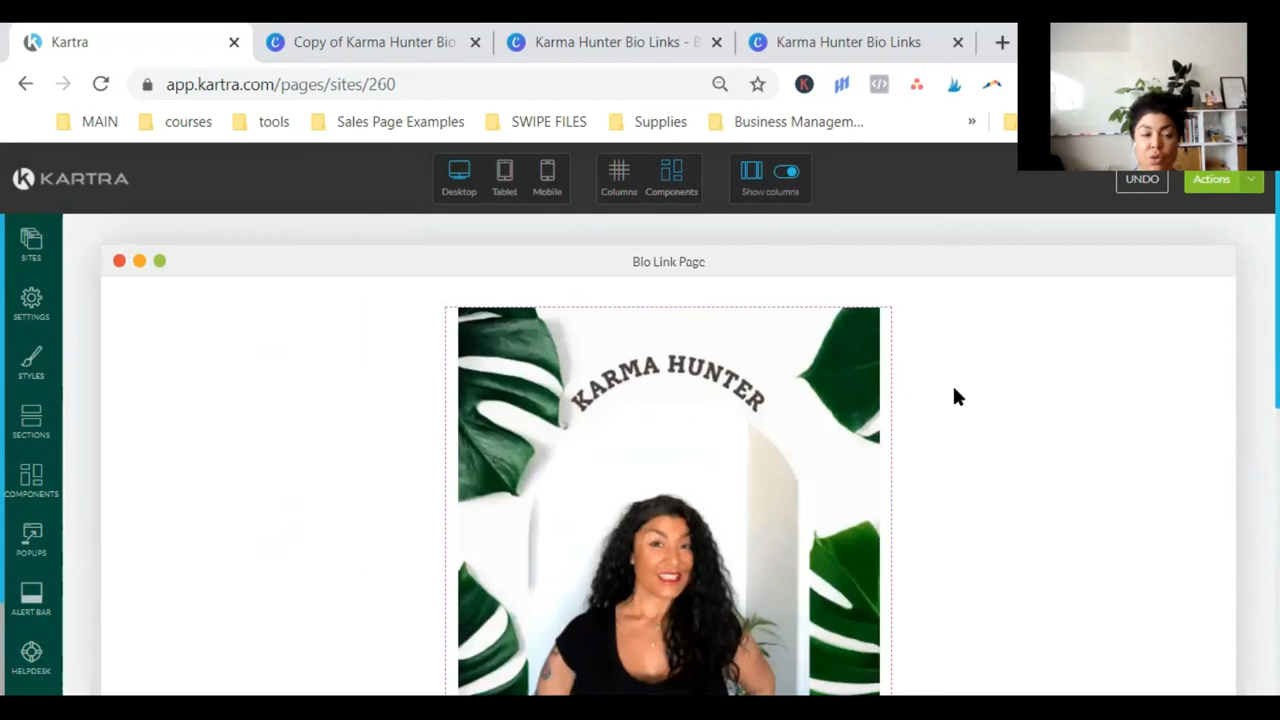 Kartra
Copy of Karma Hunter Bio
Karma Hunter Bio Links - B
Karma Hunter Bio Links
app.kartra.com/pages/sites/260
MAIN
courses
tools
Sales Page Examples
SWIPE FILES
Supplies
Business Managem...
»
KARTRA
Desktop
Tablet
Mobile
Columns
Components
Show columns
UNDO
Actions
SITES
SETTINGS
STYLES
SECTIONS
COMPONENTS
POPUPS
ALERT BAR
HELPDESK
Bio Link Page
KARMA HUNTER